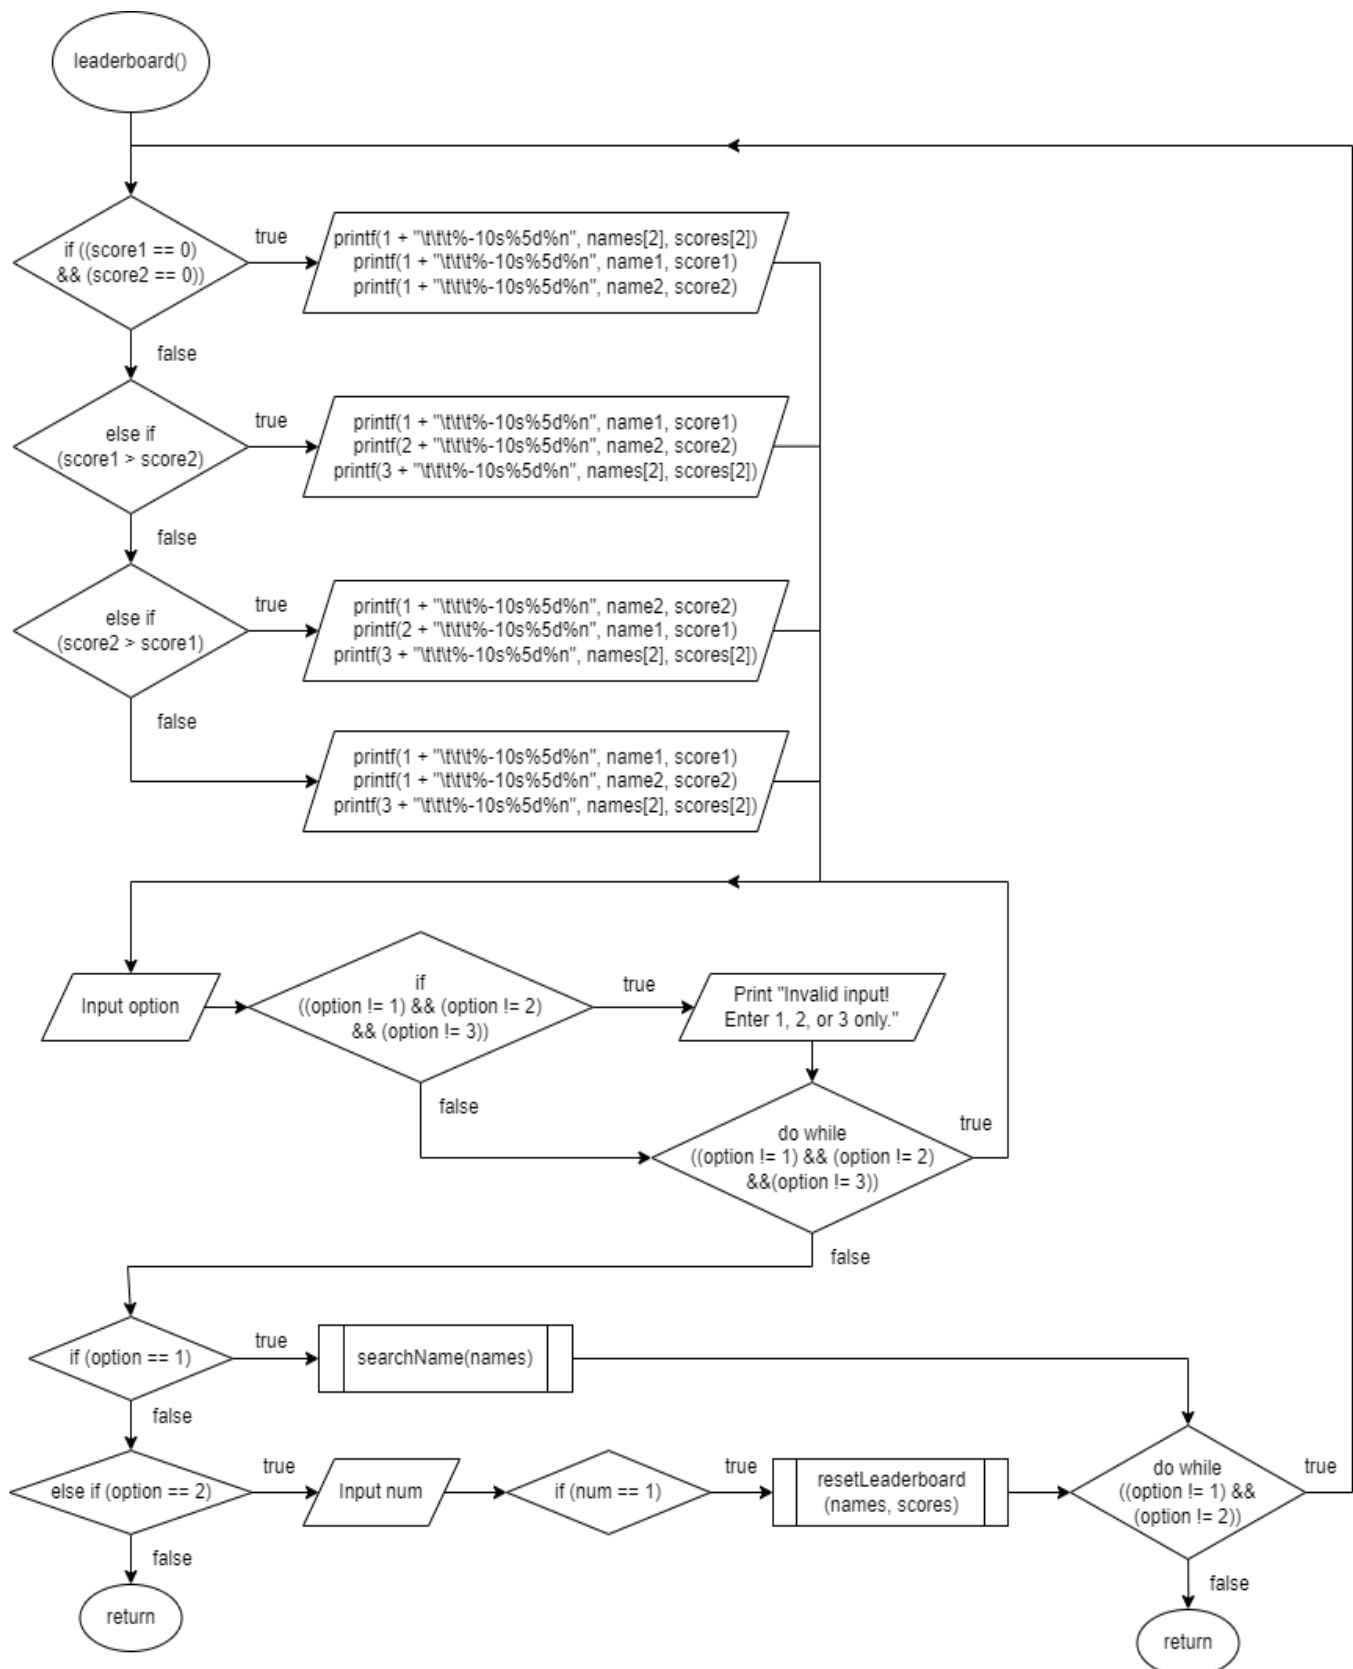 leaderboard()
if ((score1 == 0)
&& (score2 == 0))
true
printf(1 + "\t\t\t%-10s%5d%n", names[2], scores[2])
printf(1 + "\t\t\t%-10s%5d%n", name1, score1)
printf(1 + "\t\t\t%-10s%5d%n", name2, score2)
false
else if
(score1 > score2)
true
printf(1 + "\t\t\t%-10s%5d%n", name1, score1)
printf(2 + "\t\t\t%-10s%5d%n", name2, score2)
printf(3 + "\t\t\t%-10s%5d%n", names[2], scores[2])
false
else if
(score2 > score1)
true
printf(1 + "\t\t\t%-10s%5d%n", name2, score2)
printf(2 + "\t\t\t%-10s%5d%n", name1, score1)
printf(3 + "\t\t\t%-10s%5d%n", names[2], scores[2])
false
printf(1 + "\t\t\t%-10s%5d%n", name1, score1)
printf(1 + "\t\t\t%-10s%5d%n", name2, score2)
printf(3 + "\t\t\t%-10s%5d%n", names[2], scores[2])
Input option
if
((option != 1) && (option != 2)
&& (option != 3))
true
Print "Invalid input!
Enter 1, 2, or 3 only."
false
do while
((option != 1) && (option != 2)
&&(option != 3))
true
false
if (option == 1)
true
searchName(names)
false
else if (option == 2)
true
Input num
if (num == 1)
true
resetLeaderboard
(names, scores)
do while
((option != 1) &&
(option != 2))
true
false
return
false
return